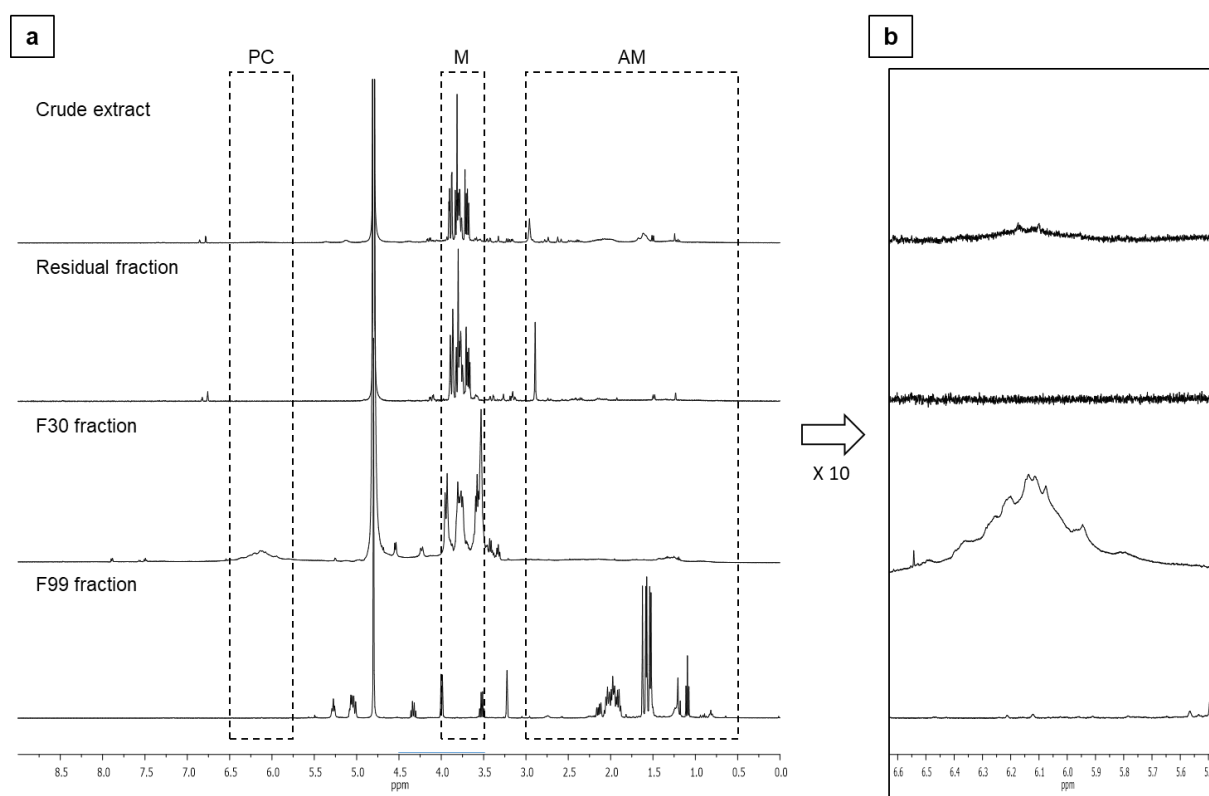 a
b
PC
M
AM
Crude extract
Residual fraction
F30 fraction
F99 fraction
X 10
8.5 8.0 7.5 7.0 6.5 6.0 5.5 5.0 4.5 4.0 3.5 3.0 2.5 2.0 1.5 1.0 0.5 0.0
ppm
6.6 6.5 6.4 6.3 6.2 6.1 6.0 5.9 5.8 5.7 5.6
ppm